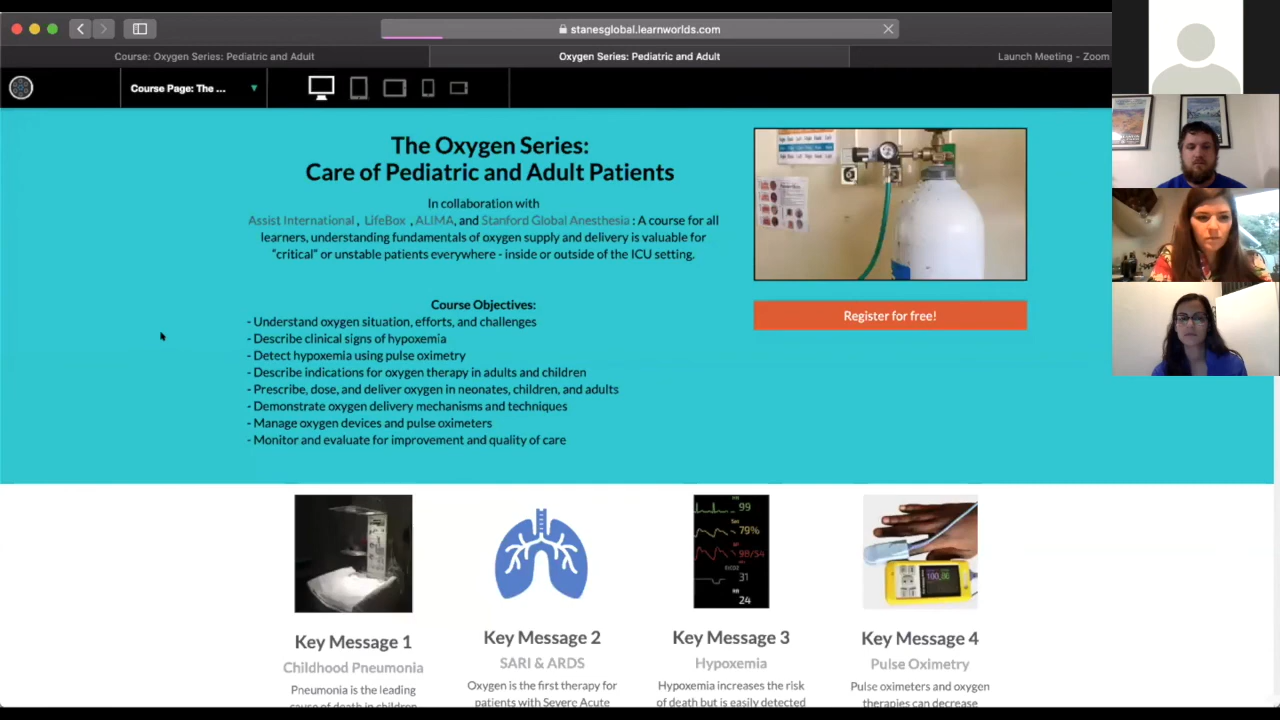 stanesglobal.learnworlds.com
Course: Oxygen Series: Pediatric and Adult
Oxygen Series: Pediatric and Adult
Launch Meeting - Zoom
Course Page: The ...
The Oxygen Series:
Care of Pediatric and Adult Patients
In collaboration with
Assist International , LifeBox , ALIMA, and Stanford Global Anesthesia : A course for all
learners, understanding fundamentals of oxygen supply and delivery is valuable for
"critical" or unstable patients everywhere - inside or outside of the ICU setting.
Register for free!
Course Objectives:
- Understand oxygen situation, efforts, and challenges
- Describe clinical signs of hypoxemia
- Detect hypoxemia using pulse oximetry
- Describe indications for oxygen therapy in adults and children
- Prescribe, dose, and deliver oxygen in neonates, children, and adults
- Demonstrate oxygen delivery mechanisms and techniques
- Manage oxygen devices and pulse oximeters
- Monitor and evaluate for improvement and quality of care
99
79%
98/54
31
24
100
Key Message 1
Childhood Pneumonia
Pneumonia is the leading
cause of death in children
Key Message 2
SARI & ARDS
Oxygen is the first therapy for
patients with Severe Acute
Key Message 3
Hypoxemia
Hypoxemia increases the risk
of death but is easily detected
Key Message 4
Pulse Oximetry
Pulse oximeters and oxygen
therapies can decrease